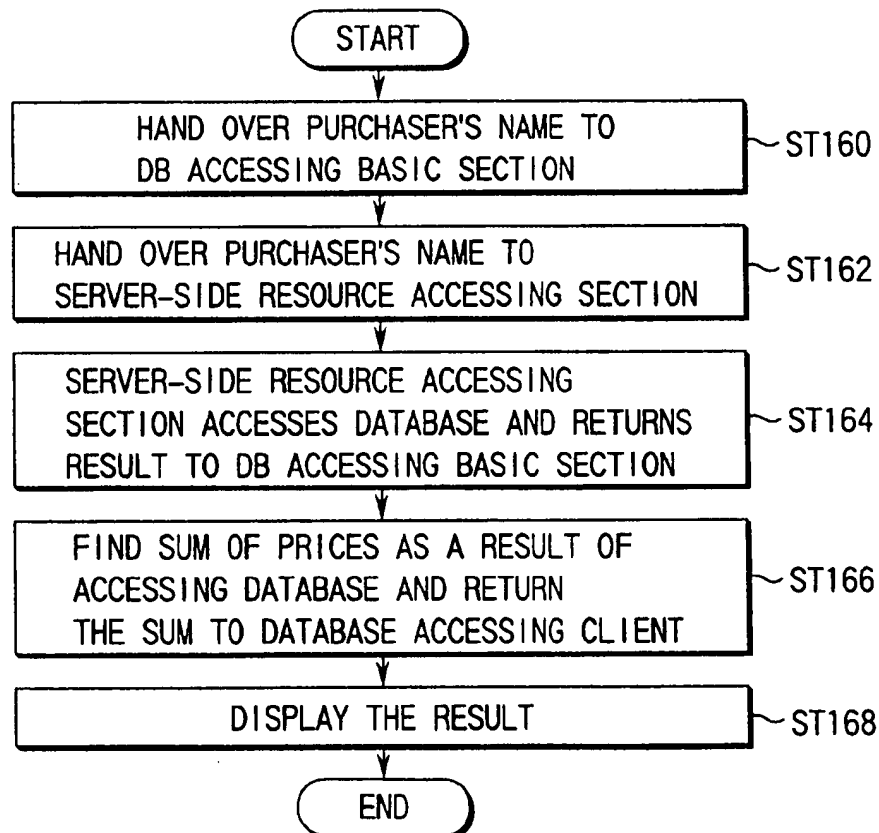 START
HAND OVER PURCHASER'S NAME TO
DB ACCESSING BASIC SECTION
ST160
HAND OVER PURCHASER'S NAME TO
SERVER-SIDE RESOURCE ACCESSING SECTION
ST162
SERVER-SIDE RESOURCE ACCESSING
SECTION ACCESSES DATABASE AND RETURNS
RESULT TO DB ACCESSING BASIC SECTION
ST164
FIND SUM OF PRICES AS A RESULT OF
ACCESSING DATABASE AND RETURN
THE SUM TO DATABASE ACCESSING CLIENT
ST166
DISPLAY THE RESULT
ST168
END